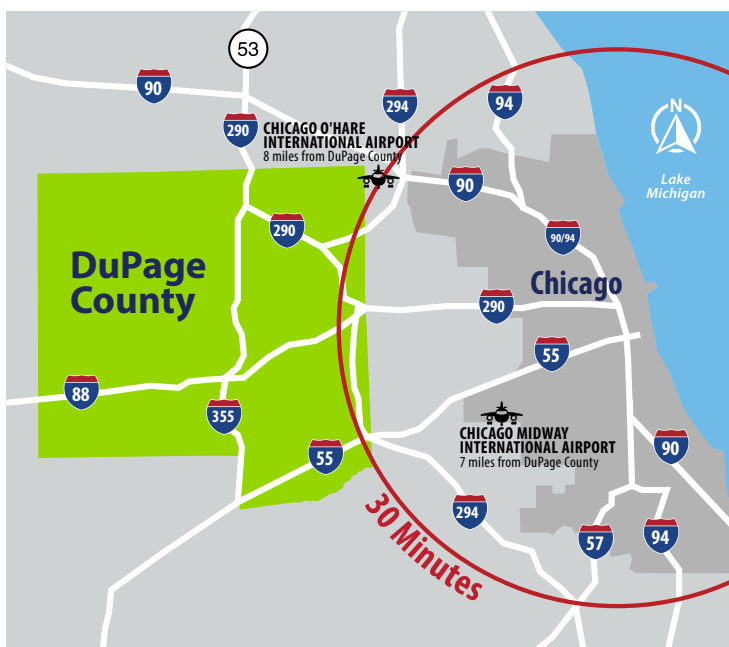 53
90
290
294
94
CHICAGO O'HARE
INTERNATIONAL AIRPORT
8 miles from DuPage County
N
Lake
Michigan
90
290
90/94
DuPage
County
Chicago
290
55
88
355
CHICAGO MIDWAY
INTERNATIONAL AIRPORT
7 miles from DuPage County
90
55
294
57
94
30 Minutes